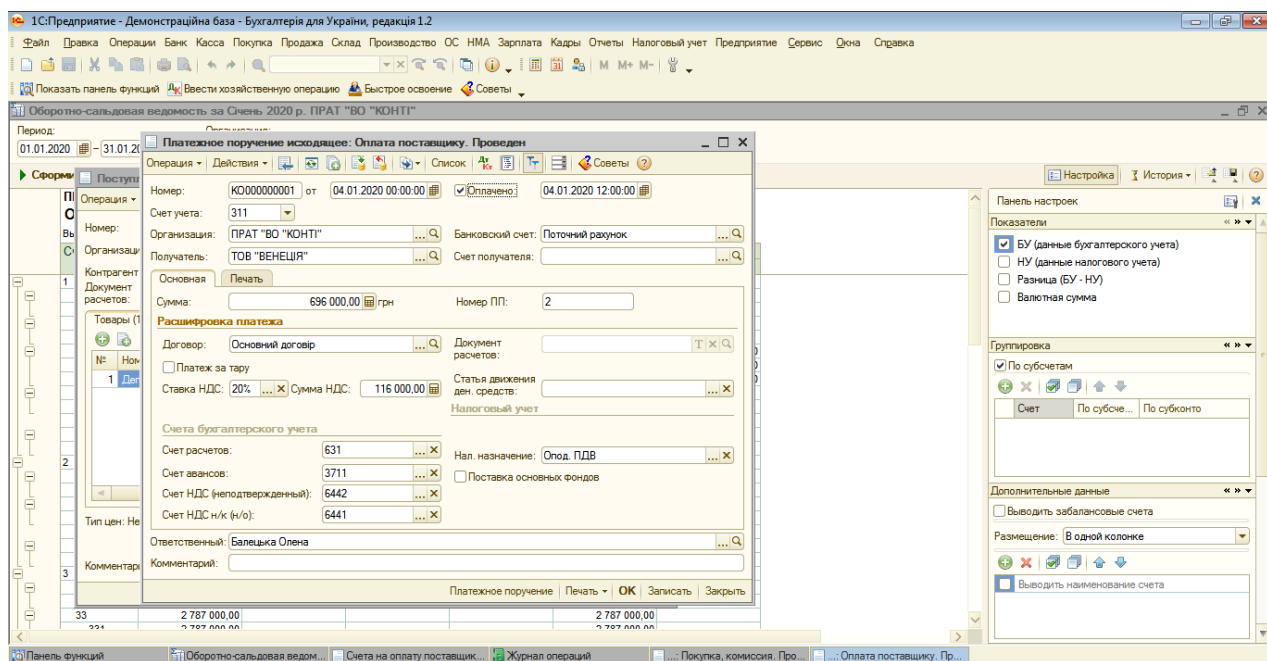 1С:Предприятие - Демонстраційна база - Бухгалтерія для України, редакція 1.2
Файл Правка Операции Банк Касса Покупка Продажа Склад Производство ОС НМА Зарплата Кадры Отчеты Налоговый учет Предприятие Сервис Окна Справка
M M+ M-
Показать панель функций Ввести хозяйственную операцию Быстрое освоение Советы
Оборотно-сальдовая ведомость за Січень 2020 р. ПРАТ "ВО "КОНТІ"
Период:
01.01.2020 – 31.01.20
Платежное поручение исходящее: Оплата поставщику. Проведен
Операция Действия Список Советы
Настройка История
Номер: КО000000001 от 04.01.2020 00:00:00 Оплачено: 04.01.2020 12:00:00
Счет учета: 311
Организация: ПРАТ "ВО "КОНТІ" Банковский счет: Поточний рахунок
Получатель: ТОВ "ВЕНЕЦІЯ" Счет получателя:
Основная Печать
Сумма: 696 000,00 грн Номер ПП: 2
Расшифровка платежа
Договор: Основний договір Документ расчетов:
Платеж за тару
Ставка НДС: 20% Сумма НДС: 116 000,00 Статья движения ден. средств:
Налоговый учет
Счета бухгалтерского учета
Счет расчетов: 631
Нал. назначение: Опод. ПДВ
Счет авансов: 3711
Поставка основных фондов
Счет НДС (неподтвержденный): 6442
Счет НДС н/к (н/о): 6441
Ответственный: Балецька Олена
Комментарий:
Платежное поручение Печать OK Записать Закрыть
Операция
Номер:
Контрагент
Документ
расчетов:
№
1
Тип цен: Не
1
2
3
33 2 787 000,00 2 787 000,00
Панель настроек
Показатели
БУ (данные бухгалтерского учета)
НУ (данные налогового учета)
Разница (БУ - НУ)
Валютная сумма
Группировка
По субсчетам
Счет По субсче... По субконто
Дополнительные данные
Выводить забалансовые счета
Размещение: В одной колонке
Выводить наименование счета
Панель функций Оборотно-сальдовая ведом... Счета на оплату поставщик... Журнал операций ...: Покупка, комиссия. Про... ...: Оплата поставщику. Пр...